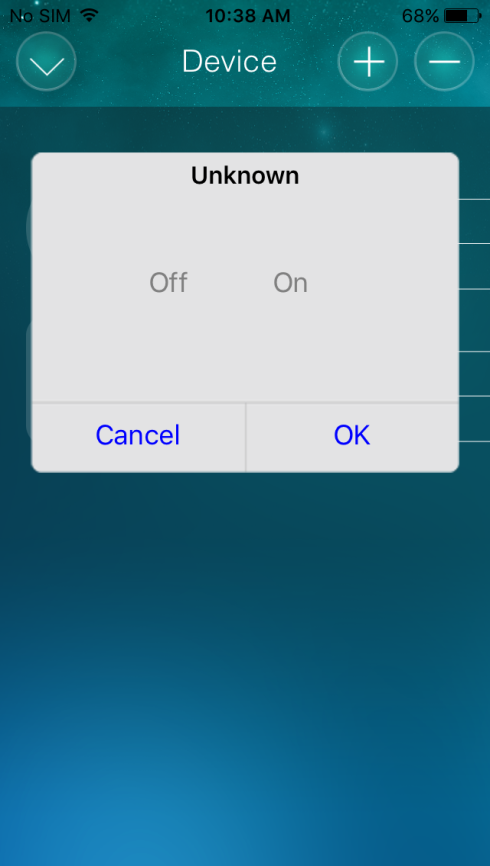 No SIM 10:38 AM 68%
Device
Unknown
Off On
Cancel OK